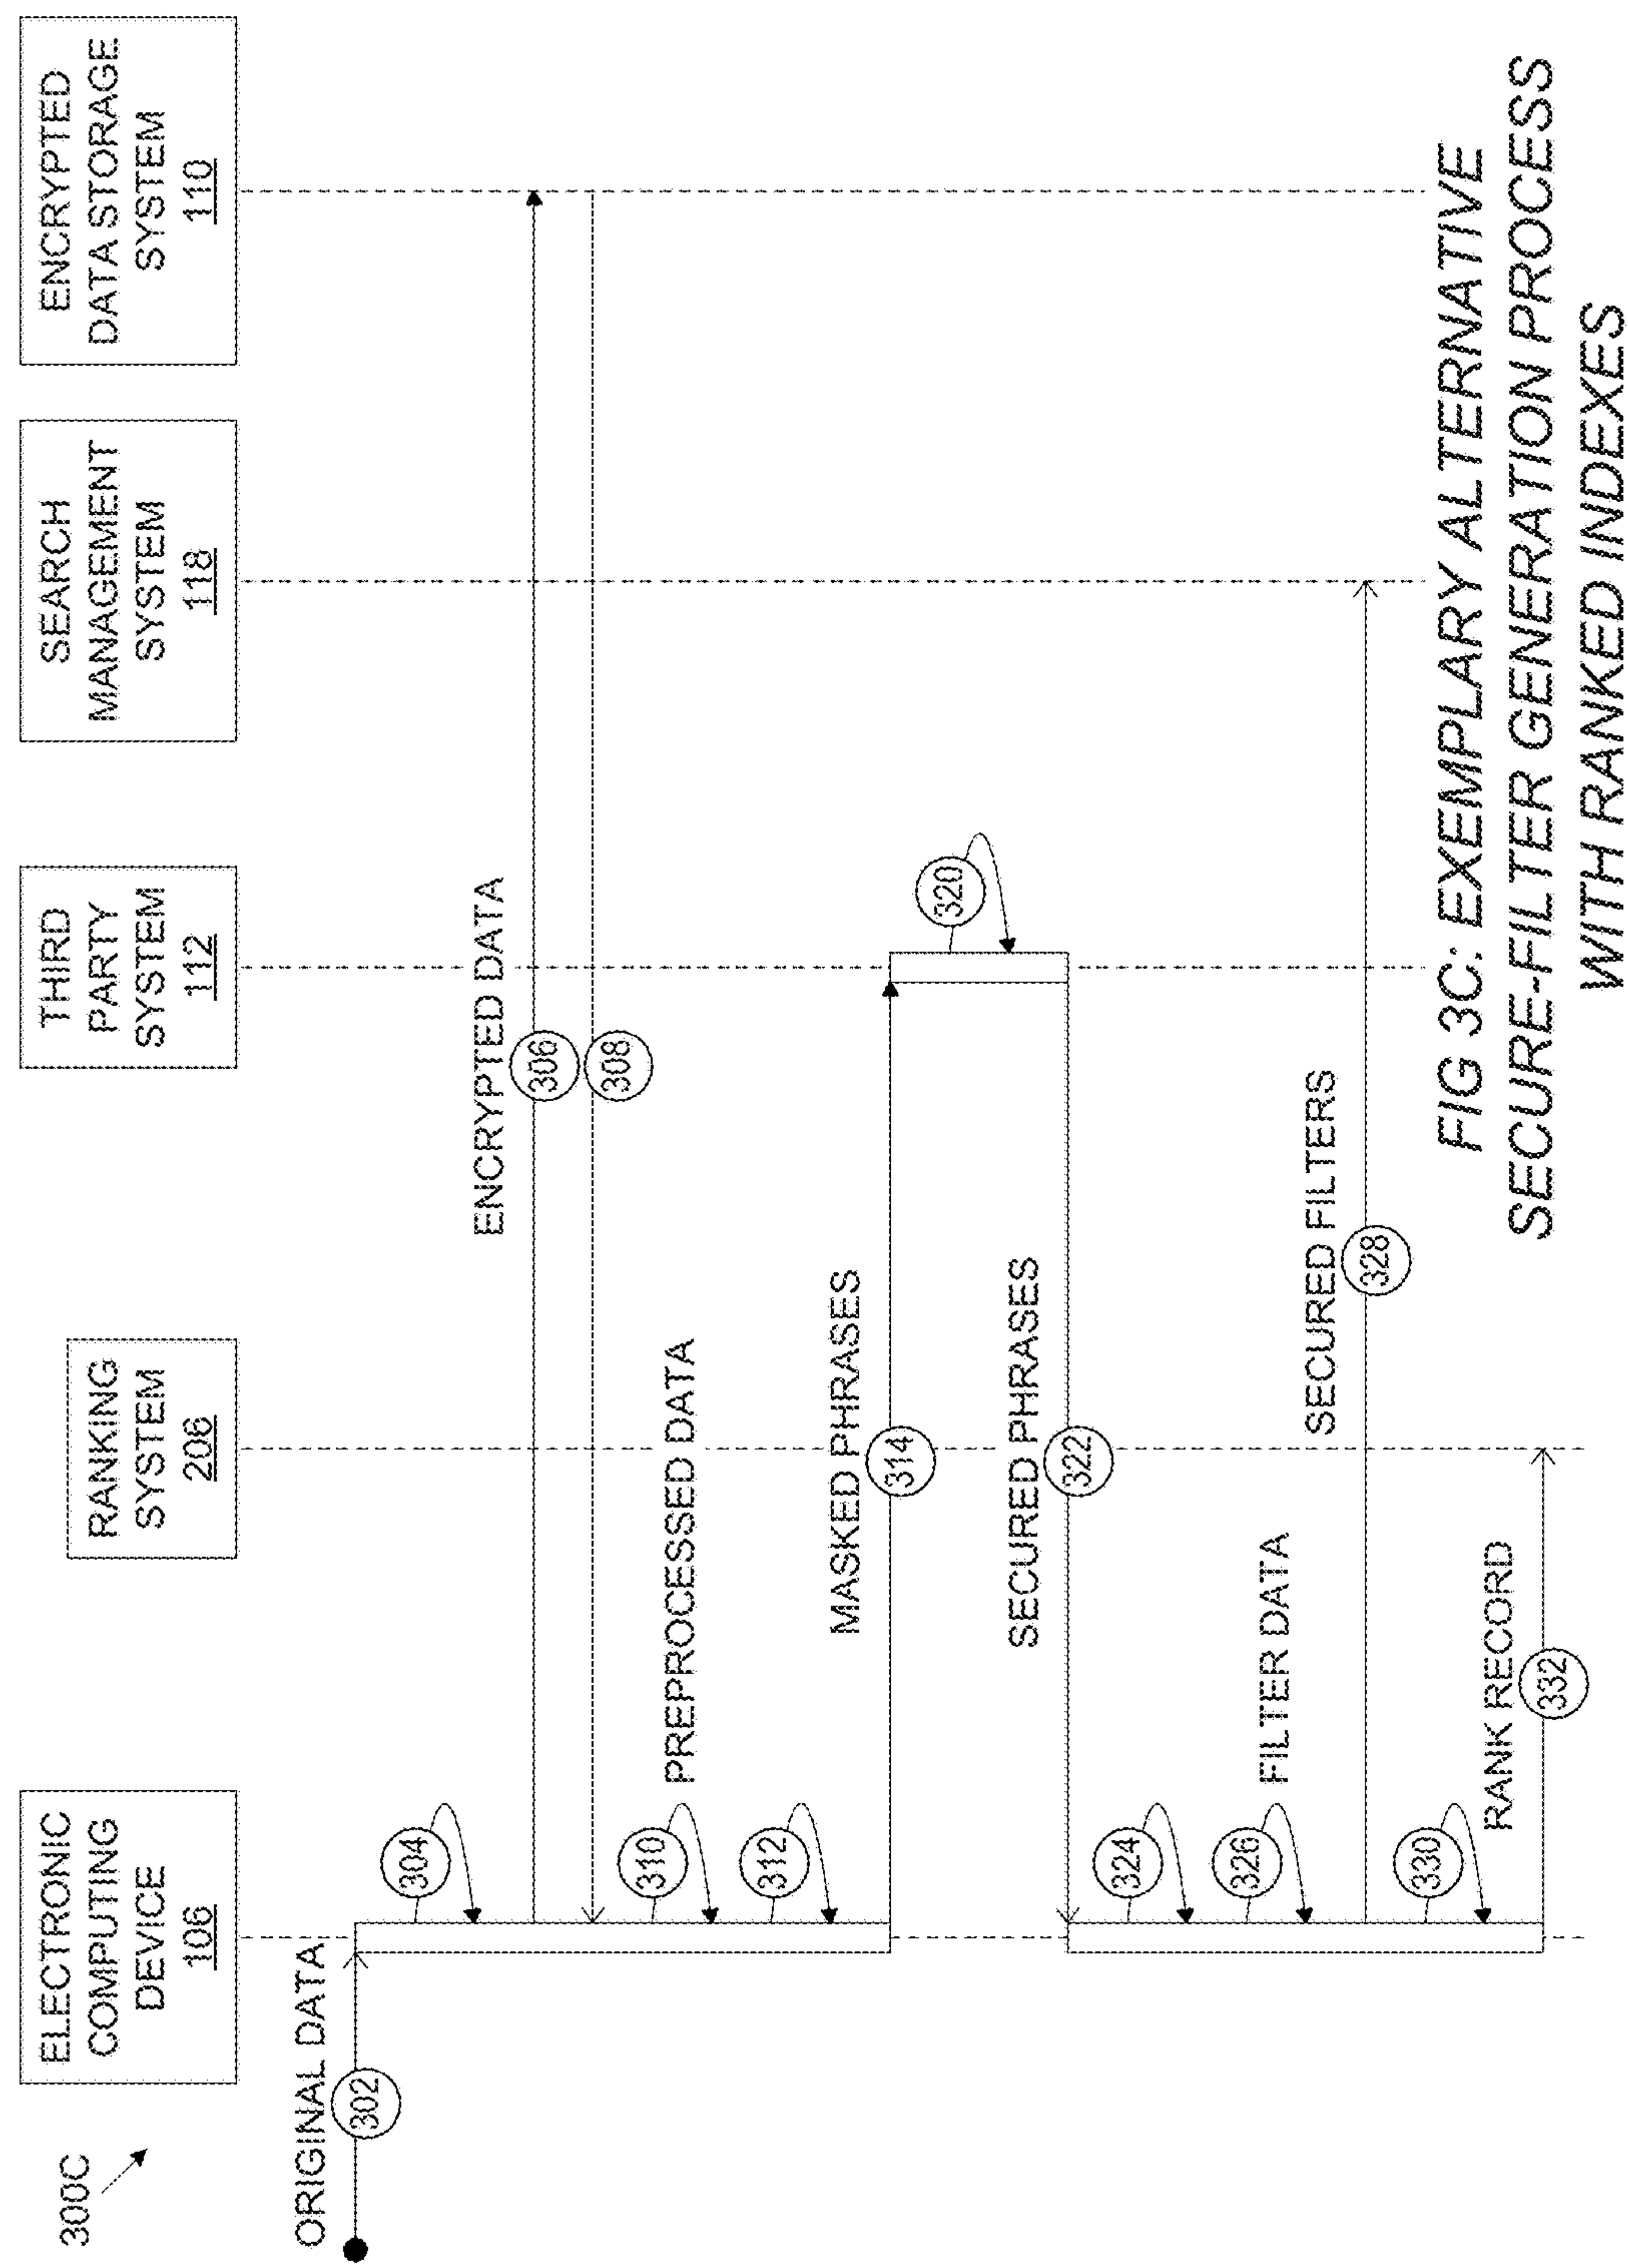 300C
ELECTRONIC
COMPUTING
DEVICE
106
RANKING
SYSTEM
206
THIRD
PARTY
SYSTEM
112
SEARCH
MANAGEMENT
SYSTEM
118
ENCRYPTED
DATA STORAGE
SYSTEM
110
ORIGINAL DATA
302
304
ENCRYPTED DATA
306
308
310
PREPROCESSED DATA
312
MASKED PHRASES
314
320
SECURED PHRASES
322
324
326
FILTER DATA
SECURED FILTERS
328
330
RANK RECORD
332
FIG 3C: EXEMPLARY ALTERNATIVE
SECURE-FILTER GENERATION PROCESS
WITH RANKED INDEXES